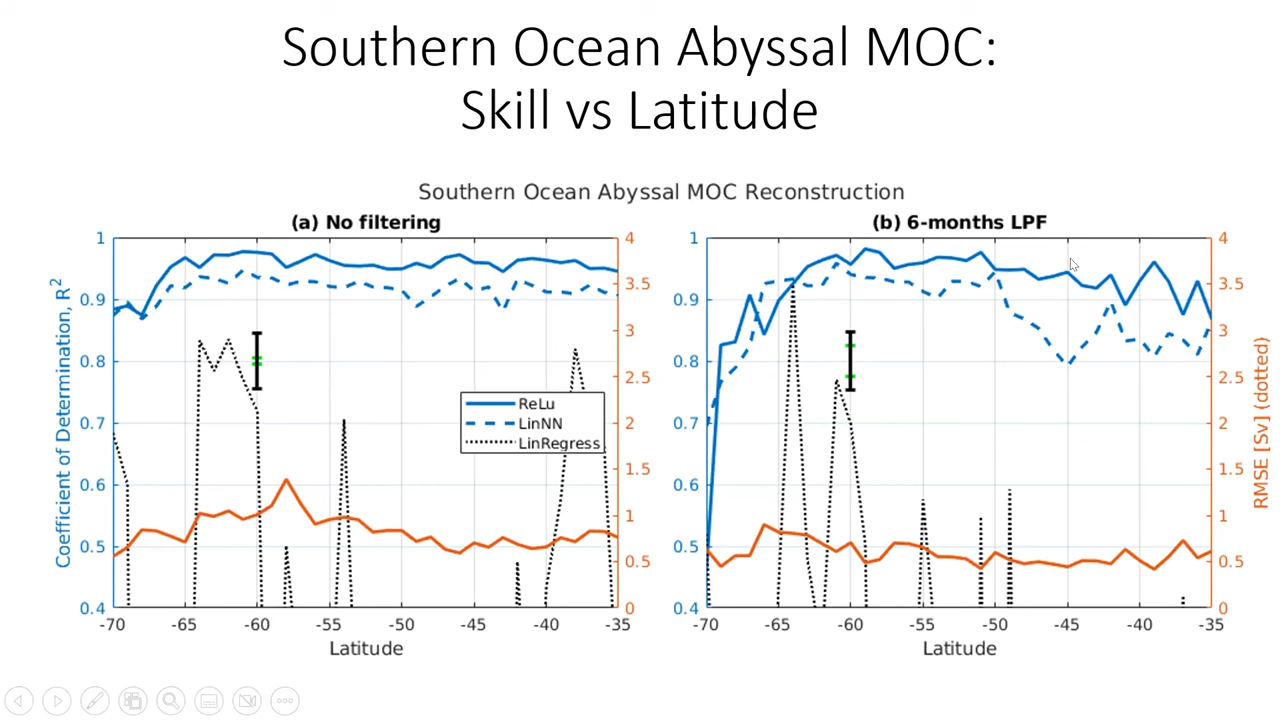 Southern Ocean Abyssal MOC:
Skill vs Latitude
Southern Ocean Abyssal MOC Reconstruction
(a) No filtering
Coefficient of Determination, R²
1
0.9
0.8
0.7
0.6
0.5
0.4
4
3.5
3
2.5
2
1.5
1
0.5
0
ReLu
LinNN
LinRegress
-70 -65 -60 -55 -50 -45 -40 -35
Latitude
(b) 6-months LPF
1
0.9
0.8
0.7
0.6
0.5
0.4
4
3.5
3
2.5
2
1.5
1
0.5
0
RMSE [Sv] (dotted)
-70 -65 -60 -55 -50 -45 -40 -35
Latitude